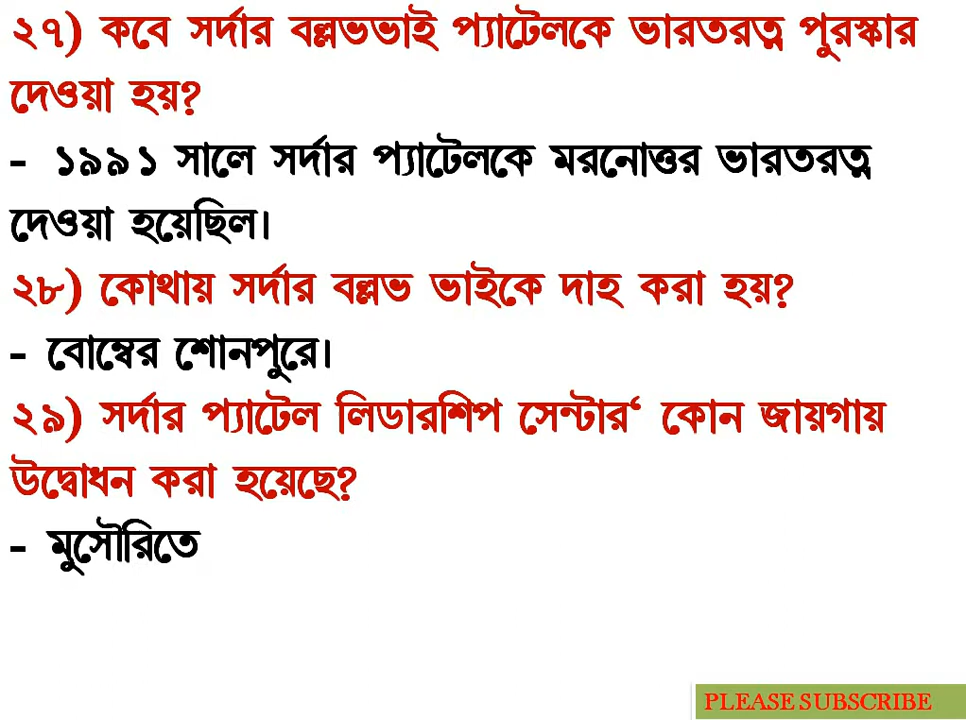 ২৭) কবে সর্দার বল্লভভাই প্যাটেলকে ভারতরত্ন পুরস্কার
দেওয়া হয়?
- ১৯৯১ সালে সর্দার প্যাটেলকে মরনোত্তর ভারতরত্ন
দেওয়া হয়েছিল।
২৮) কোথায় সর্দার বল্লভ ভাইকে দাহ করা হয়?
- বোম্বের শোনপুরে।
২৯) সর্দার প্যাটেল লিডারশিপ সেন্টার‘ কোন জায়গায়
উদ্বোধন করা হয়েছে?
- মুসৌরিতে
PLEASE SUBSCRIBE